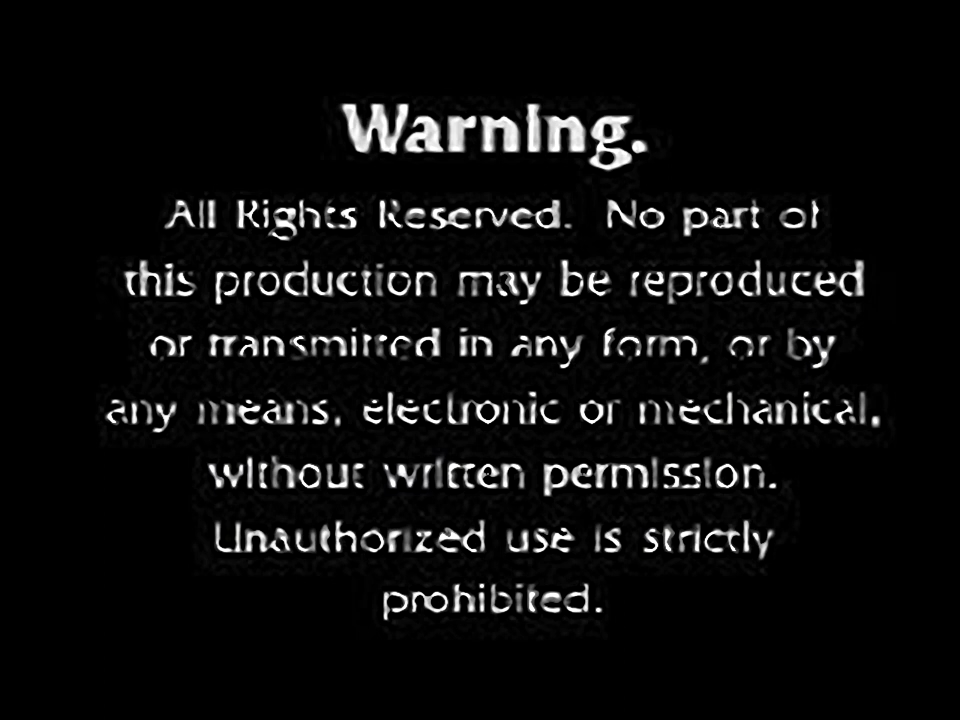 Warning.
All Rights Reserved. No part of
this production may be reproduced
or transmitted in any form, or by
any means, electronic or mechanical,
without written permission.
Unauthorized use is strictly
prohibited.